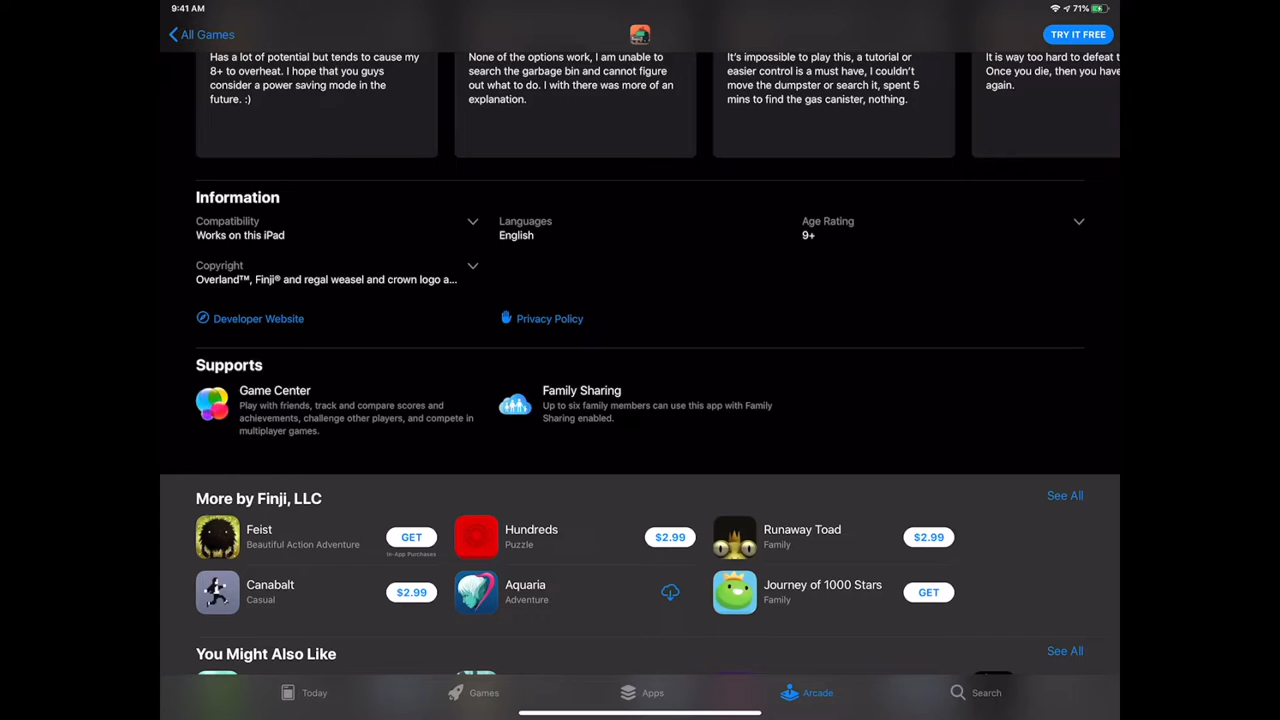 9:41 AM
71%
All Games
TRY IT FREE
Has a lot of potential but tends to cause my
8+ to overheat. I hope that you guys
consider a power saving mode in the
future. :)
None of the options work, I am unable to
search the garbage bin and cannot figure
out what to do. I with there was more of an
explanation.
It's impossible to play this, a tutorial or
easier control is a must have, I couldn't
move the dumpster or search it, spent 5
mins to find the gas canister, nothing.
It is way too hard to defeat t
Once you die, then you have
again.
Information
Compatibility
Works on this iPad
Languages
English
Age Rating
9+
Copyright
Overland™, Finji® and regal weasel and crown logo a...
Developer Website
Privacy Policy
Supports
Game Center
Play with friends, track and compare scores and
achievements, challenge other players, and compete in
multiplayer games.
Family Sharing
Up to six family members can use this app with Family
Sharing enabled.
More by Finji, LLC
See All
Feist
Beautiful Action Adventure
GET
In-App Purchases
Hundreds
Puzzle
$2.99
Runaway Toad
Family
$2.99
Canabalt
Casual
$2.99
Aquaria
Adventure
Journey of 1000 Stars
Family
GET
You Might Also Like
See All
Today
Games
Apps
Arcade
Search